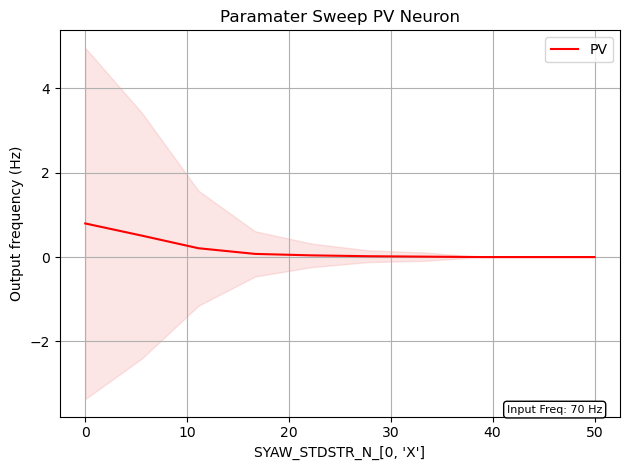 Paramater Sweep PV Neuron
PV
Output frequency (Hz)
4
2
0
−2
Input Freq: 70 Hz
0 10 20 30 40 50
SYAW_STDSTR_N_[0, 'X']